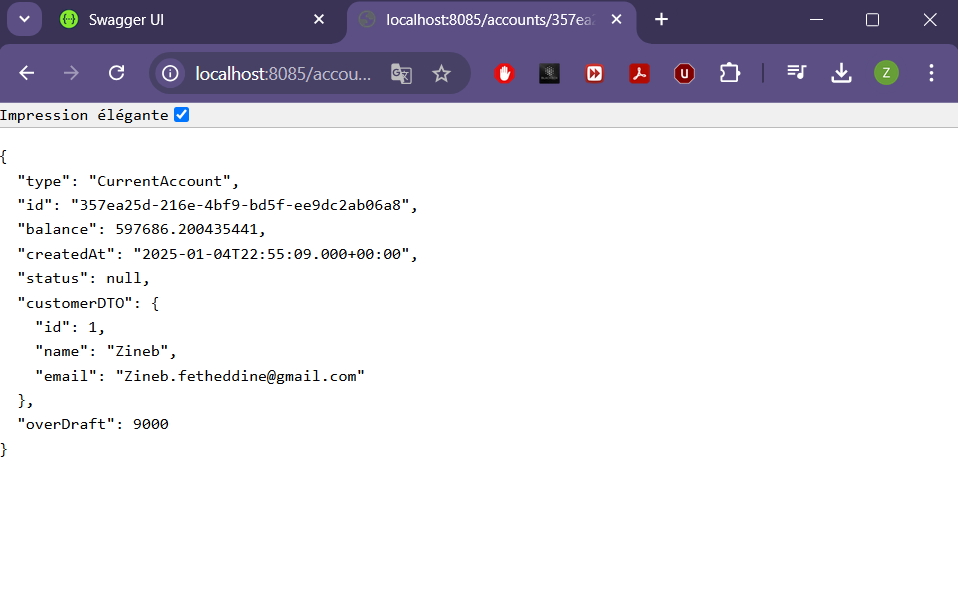 Swagger UI
localhost:8085/accounts/357ea2
localhost:8085/accou...
Z
Impression élégante
{
"type": "CurrentAccount",
"id": "357ea25d-216e-4bf9-bd5f-ee9dc2ab06a8",
"balance": 597686.200435441,
"createdAt": "2025-01-04T22:55:09.000+00:00",
"status": null,
"customerDTO": {
"id": 1,
"name": "Zineb",
"email": "Zineb.fetheddine@gmail.com"
},
"overDraft": 9000
}